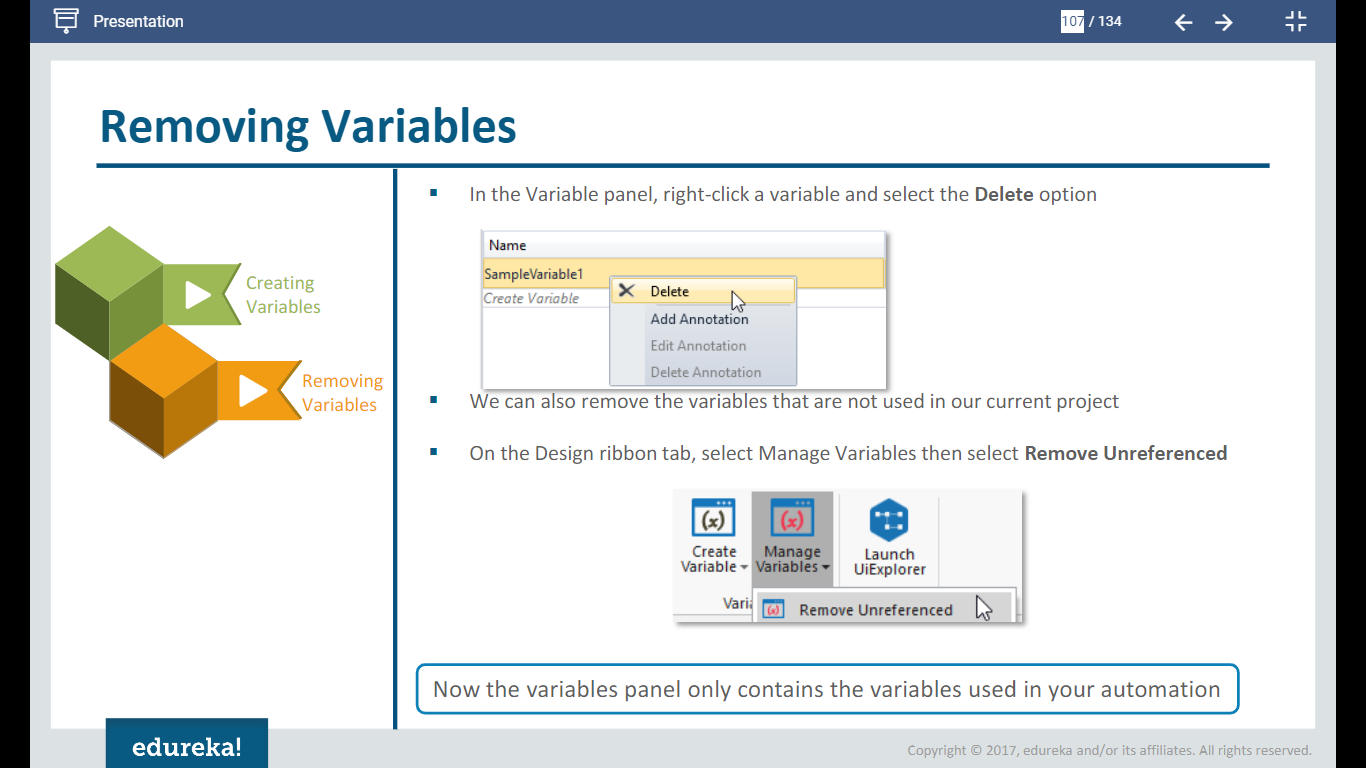 Presentation
107 / 134
Removing Variables
Creating
Variables
Removing
Variables
In the Variable panel, right-click a variable and select the Delete option
Name
SampleVariable1
Create Variable
Delete
Add Annotation
Edit Annotation
Delete Annotation
We can also remove the variables that are not used in our current project
On the Design ribbon tab, select Manage Variables then select Remove Unreferenced
Create
Variable
Manage
Variables
Launch
UiExplorer
Varia
(x) Remove Unreferenced
Now the variables panel only contains the variables used in your automation
edureka!
Copyright © 2017, edureka and/or its affiliates. All rights reserved.